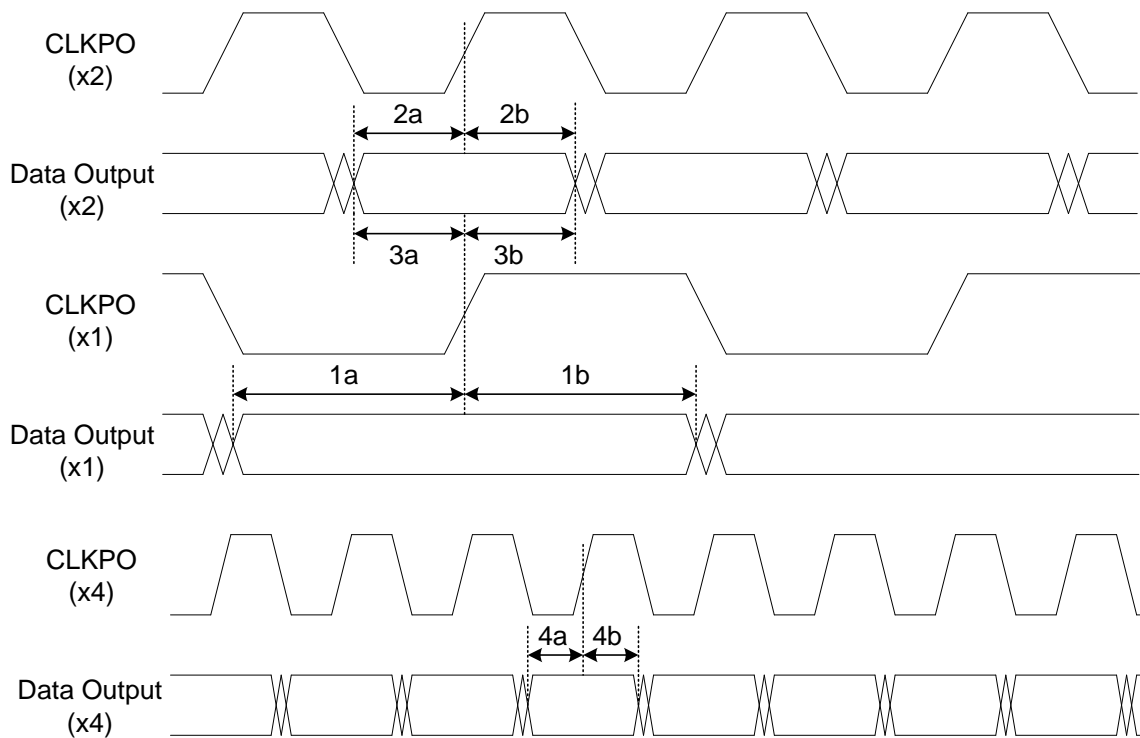 CLKPO
(x2)
2a 2b
Data Output
(x2)
3a 3b
CLKPO
(x1)
1a 1b
Data Output
(x1)
CLKPO
(x4)
4a 4b
Data Output
(x4)